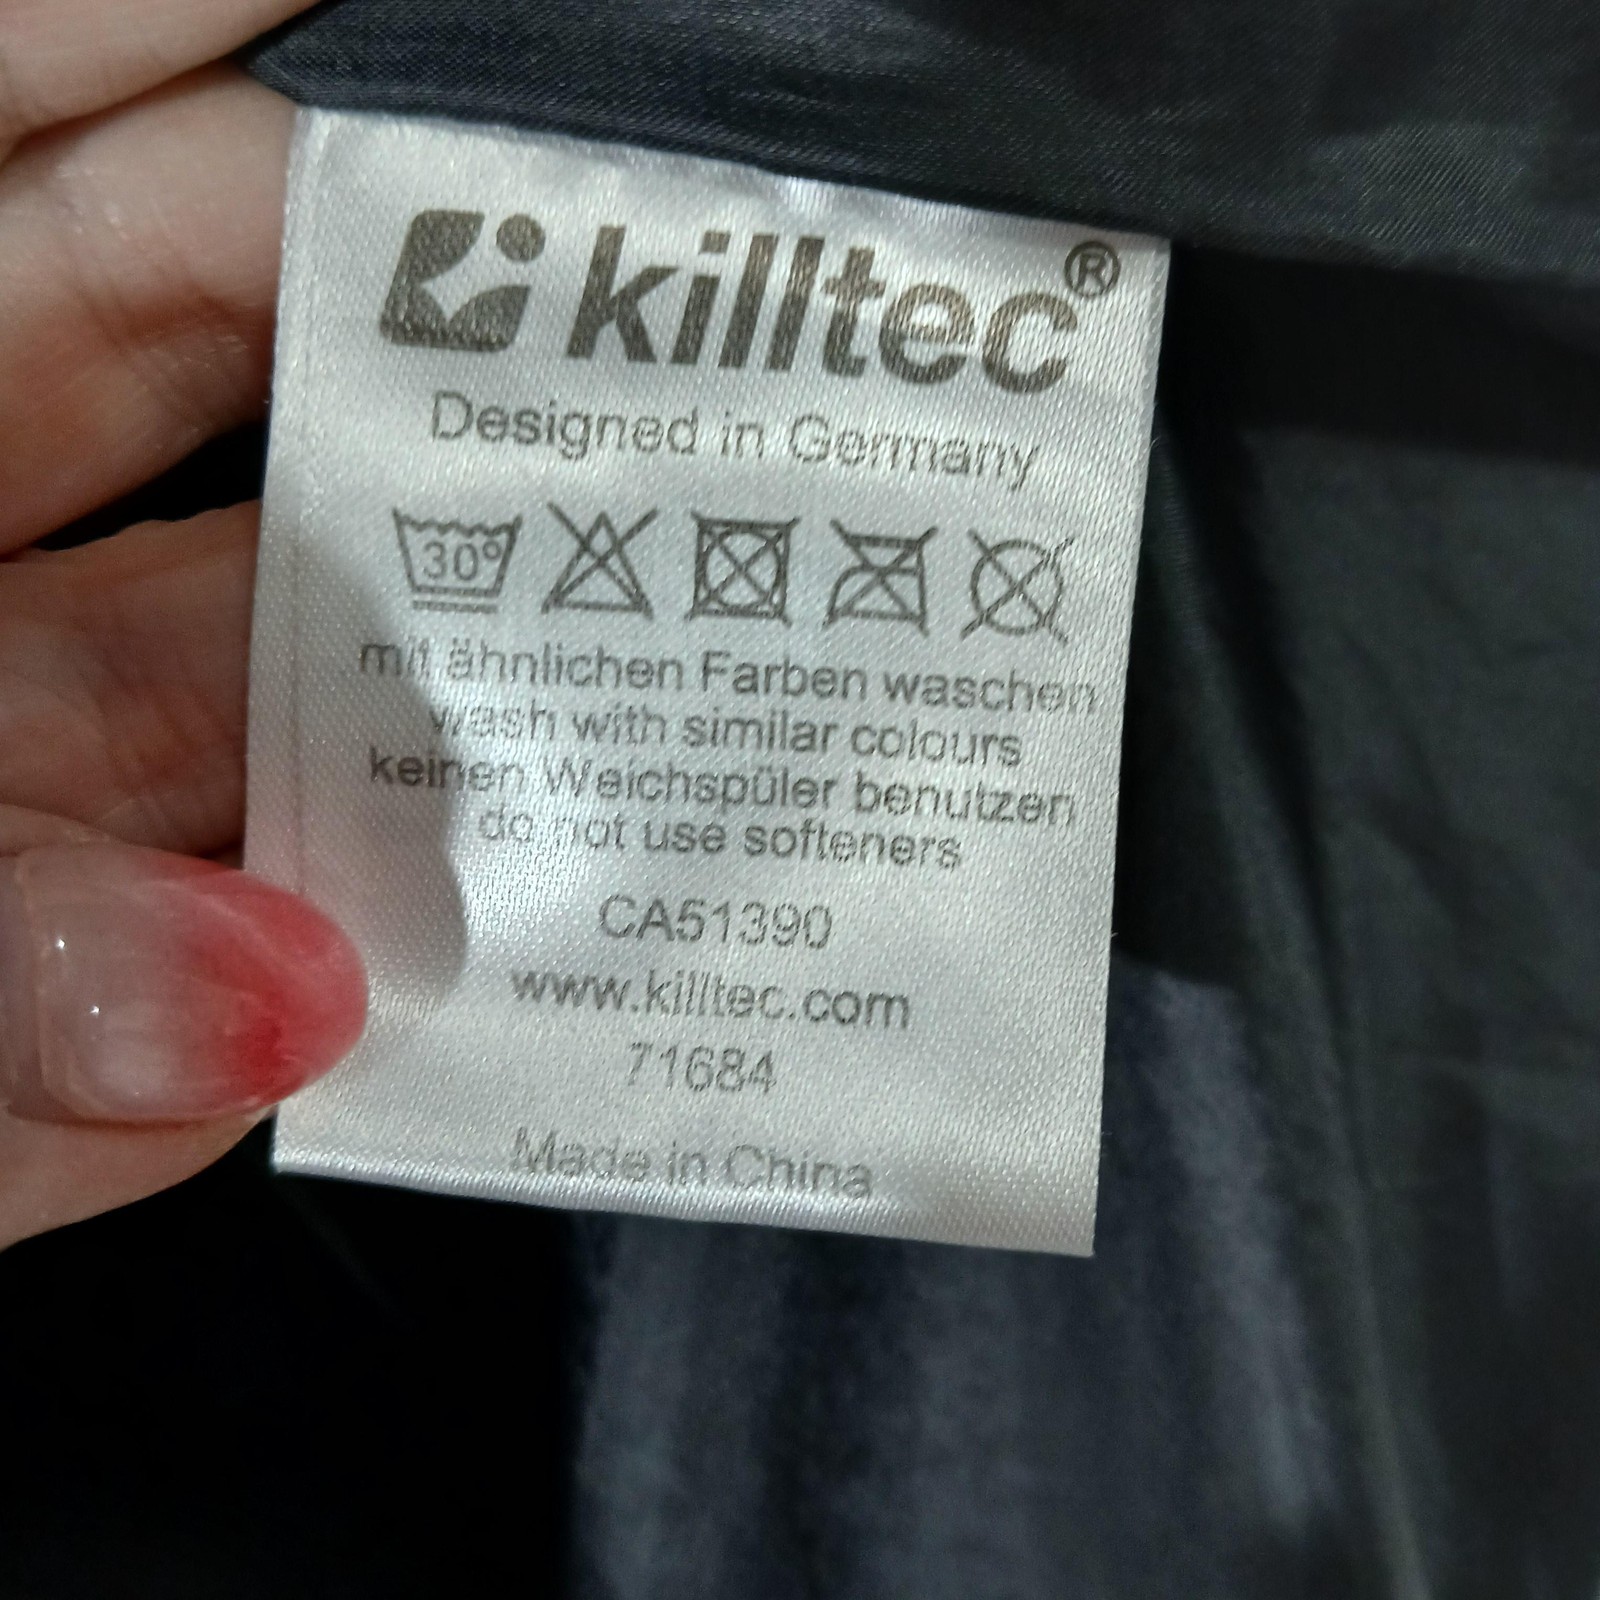 killtec®
Designed in Germany
30°
mit ähnlichen Farben waschen
wash with similar colours
keinen Weichspüler benutzen
do not use softeners
CA51390
www.killtec.com
71684
Made in China